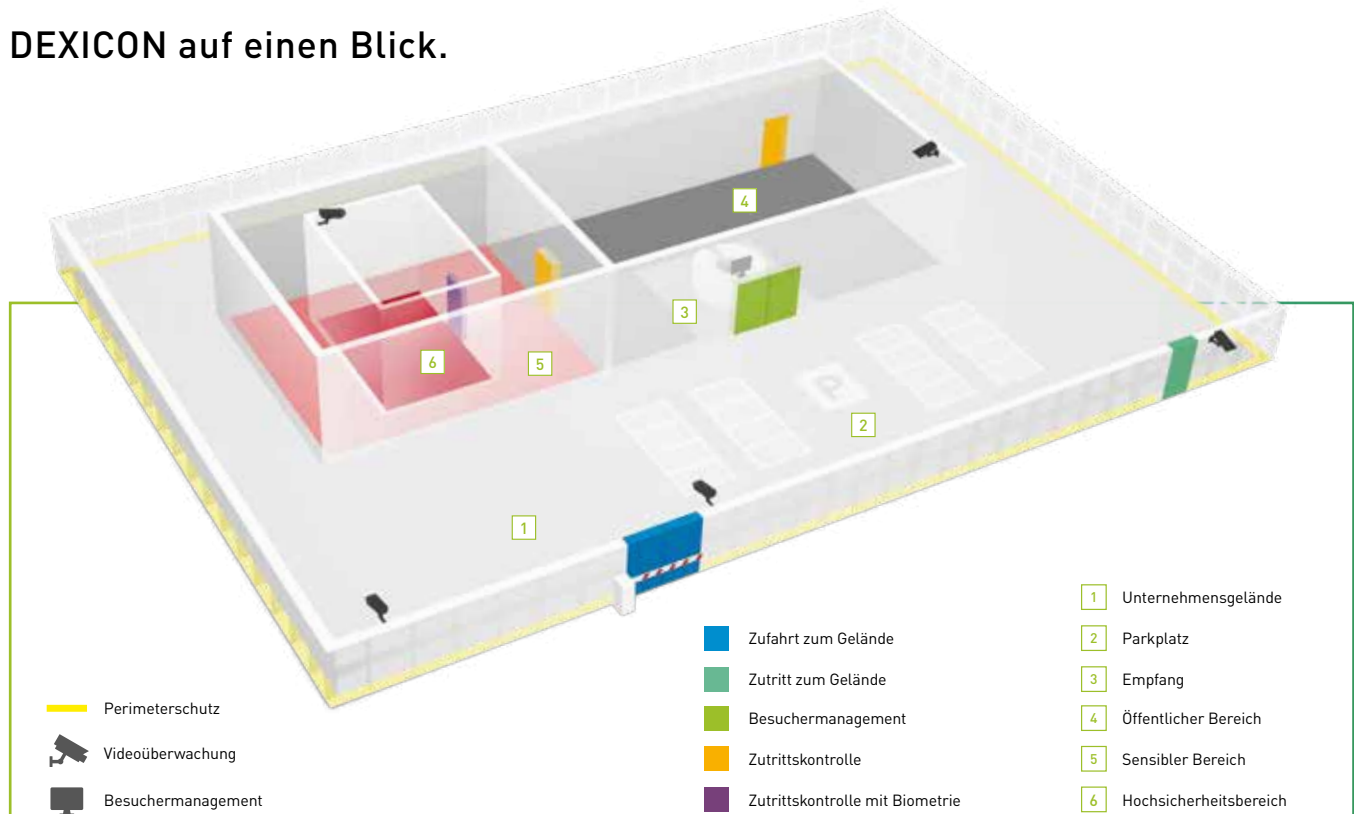 DEXICON auf einen Blick.
4
3
6
5
P
2
1
Perimeterschutz
Videoüberwachung
Besuchermanagement
Zufahrt zum Gelände
Zutritt zum Gelände
Besuchermanagement
Zutrittskontrolle
Zutrittskontrolle mit Biometrie
1 Unternehmensgelände
2 Parkplatz
3 Empfang
4 Öffentlicher Bereich
5 Sensibler Bereich
6 Hochsicherheitsbereich